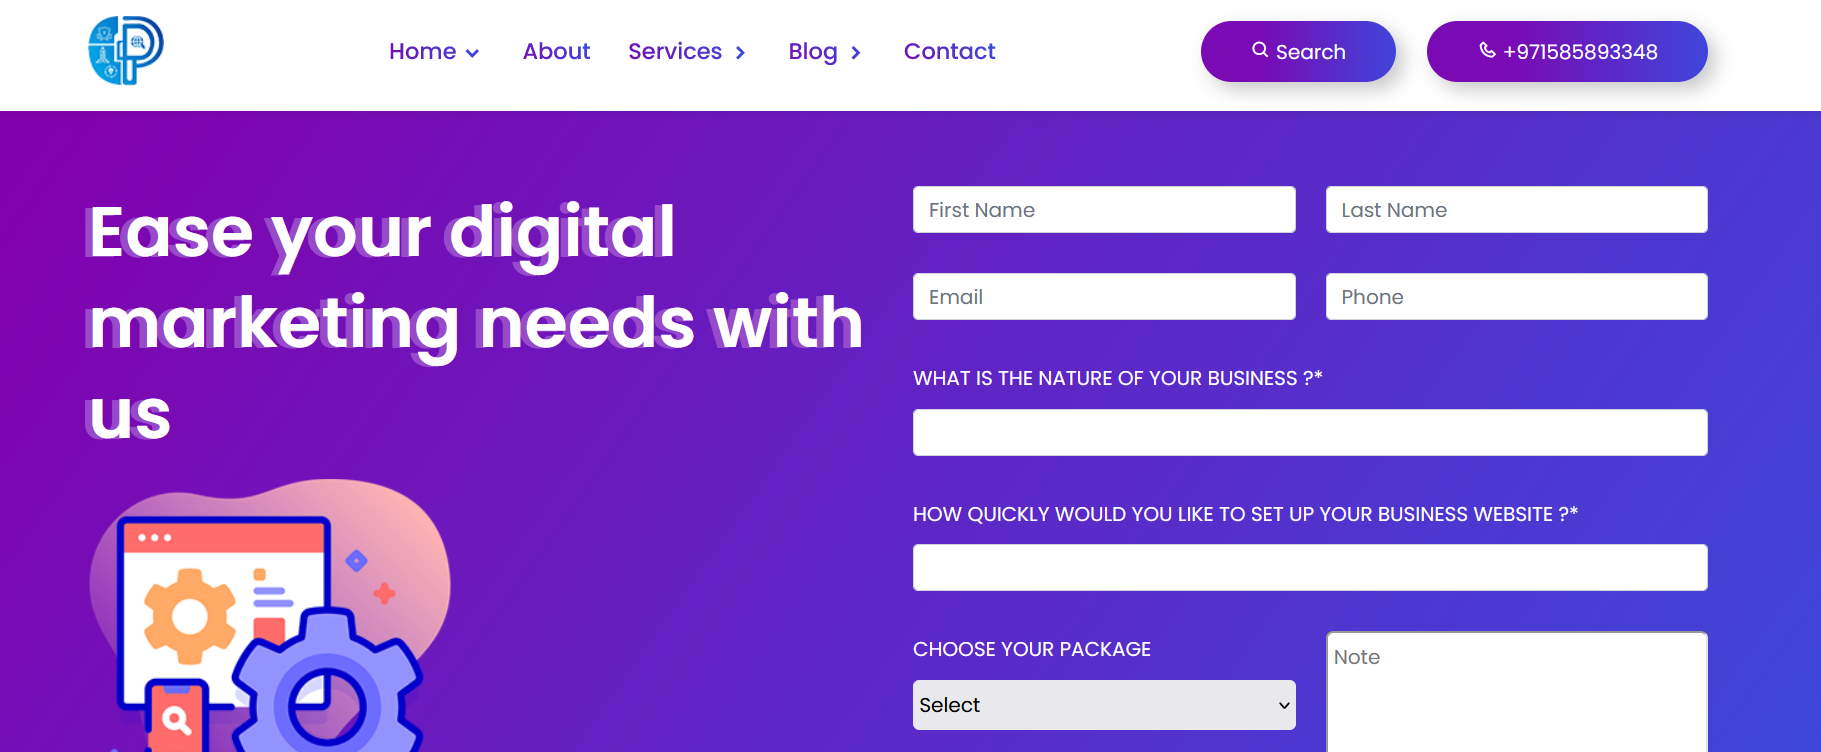 Home
About
Services
Blog
Contact
Search
+971585893348
Ease your digital
marketing needs with
us
First Name
Last Name
Email
Phone
WHAT IS THE NATURE OF YOUR BUSINESS ?*
HOW QUICKLY WOULD YOU LIKE TO SET UP YOUR BUSINESS WEBSITE ?*
CHOOSE YOUR PACKAGE
Select
Note